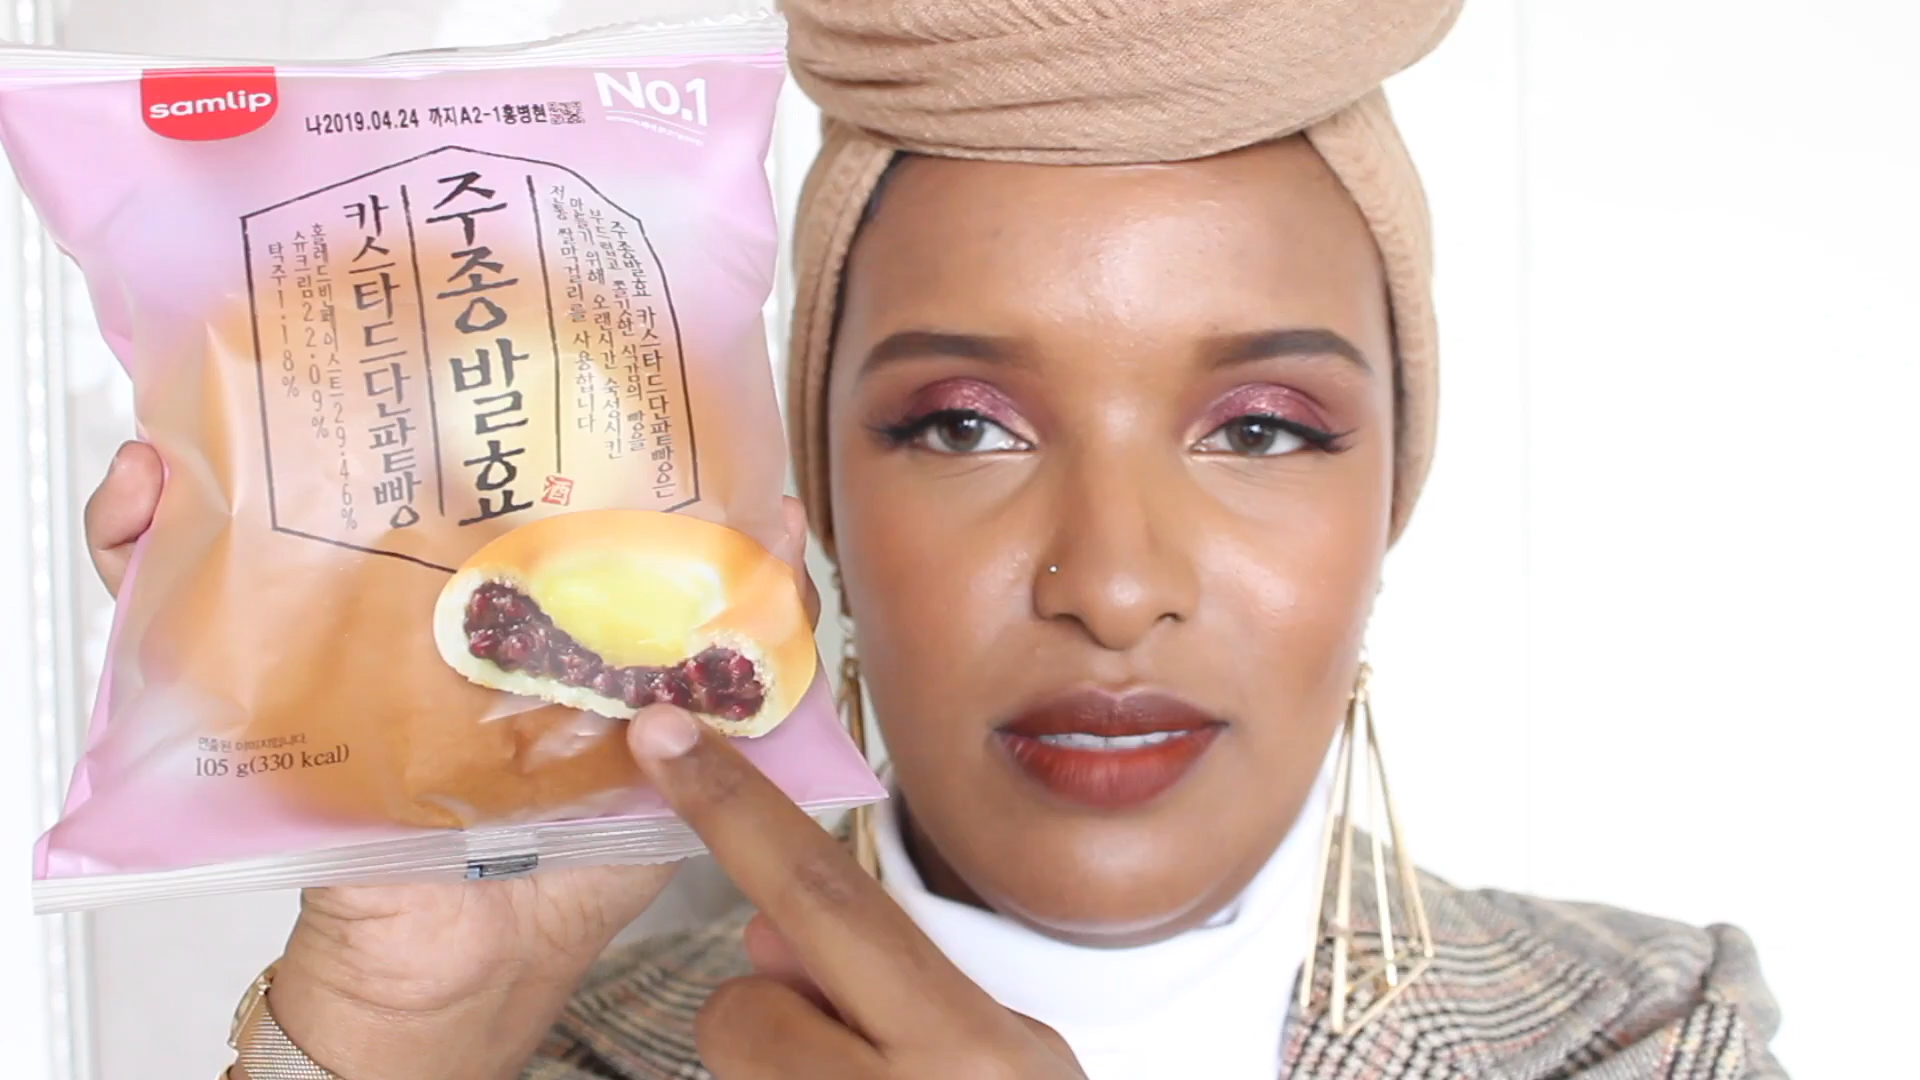 samlip
나2019.04.24 까지A2-1홍병현
No.1
주종발효 카스타드단팥빵은
부드럽고 쫄깃한 식감의 빵을
만들기 위해 오랜시간 숙성시킨
전통 쌀막걸리를 사용합니다
주종발효
카스타드단팥빵
홀레드빈페이스트29.46%
슈크림22.09%
탁주1.18%
酒
연출된 이미지입니다.
105 g(330 kcal)